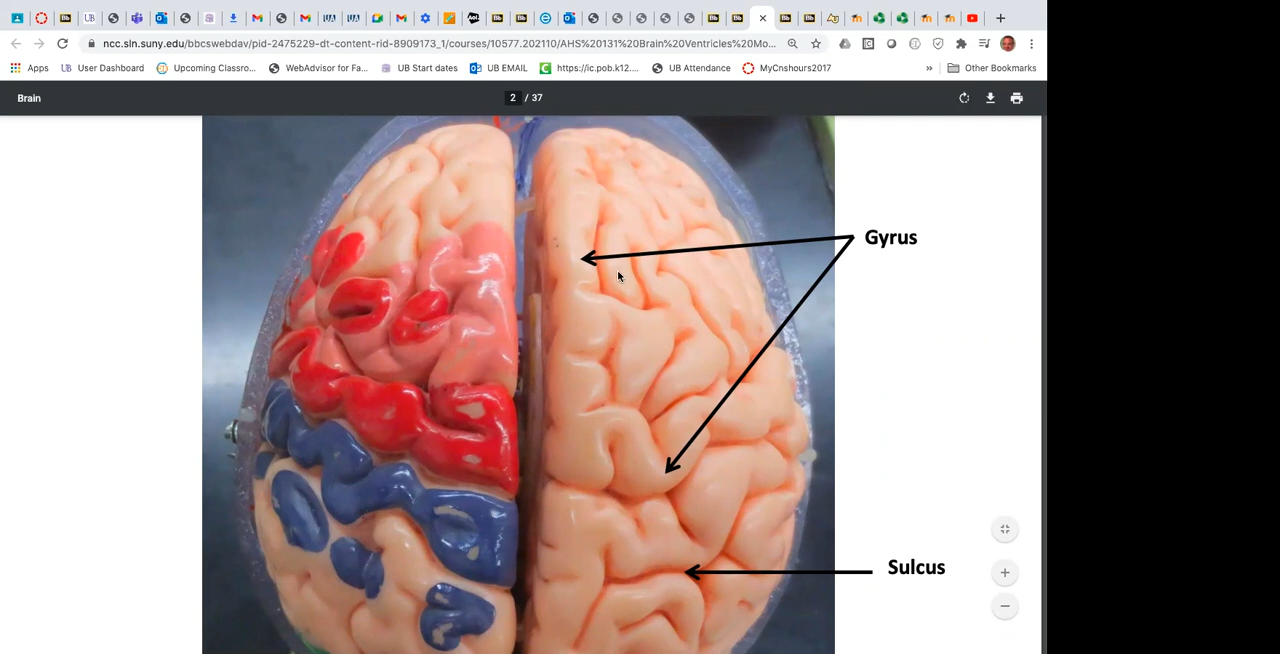 ncc.sln.suny.edu/bbcswebdav/pid-2475229-dt-content-rid-8909173_1/courses/10577.202110/AHS%20131%20Brain%20Ventricles%20Mo...
Apps UB User Dashboard Upcoming Classro... WebAdvisor for Fa... UB Start dates UB EMAIL https://ic.pob.k12.... UB Attendance MyCnshours2017 » Other Bookmarks
Brain 2 / 37
Gyrus
Sulcus